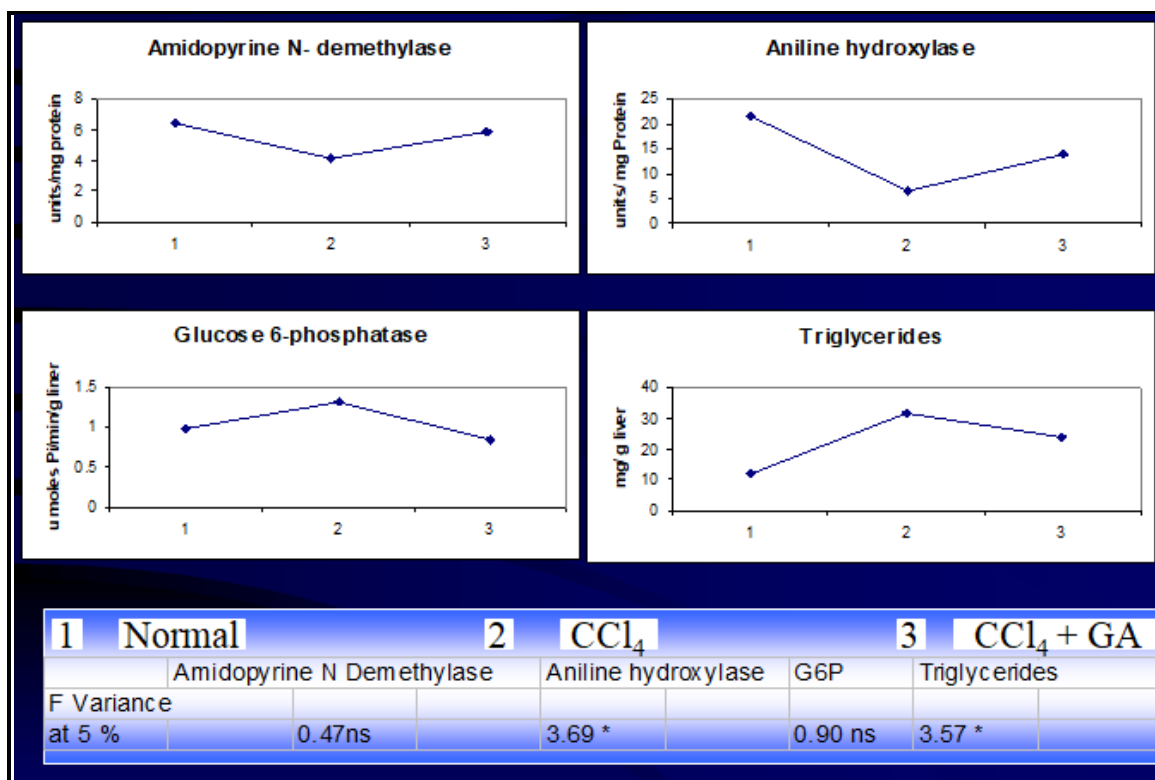 Amidopyrine N- demethylase
units/mg protein
8
6
4
2
0
1 2 3
Aniline hydroxylase
units/ mg Protein
25
20
15
10
5
0
1 2 3
Glucose 6-phosphatase
u moles Pi/min/g liner
1.5
1
0.5
0
1 2 3
Triglycerides
mg/ g liver
40
30
20
10
0
1 2 3
1 Normal 2 CCl4 3 CCl4 + GA
Amidopyrine N Demethylase Aniline hydroxylase G6P Triglycerides
F Variance
at 5 % 0.47ns 3.69 * 0.90 ns 3.57 *